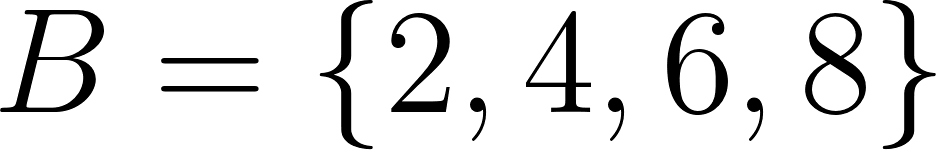 B = {2, 4, 6, 8}